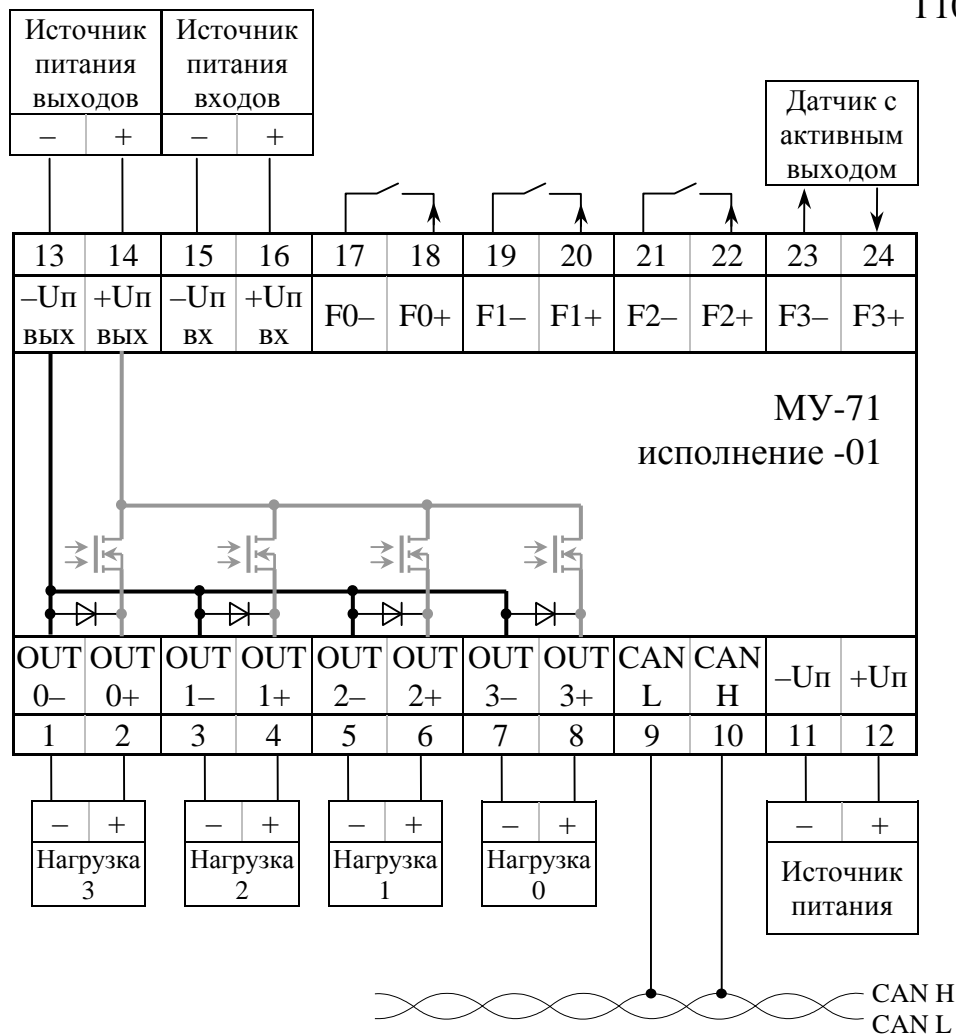 110
Источник питания выходов
Источник питания входов
– + – +
Датчик с активным выходом
13 14 15 16 17 18 19 20 21 22 23 24
–Uп вых +Uп вых –Uп вх +Uп вх F0– F0+ F1– F1+ F2– F2+ F3– F3+
МУ-71
исполнение -01
OUT 0– OUT 0+ OUT 1– OUT 1+ OUT 2– OUT 2+ OUT 3– OUT 3+ CAN L CAN H –Uп +Uп
1 2 3 4 5 6 7 8 9 10 11 12
– + – + – + – + – +
Нагрузка 3
Нагрузка 2
Нагрузка 1
Нагрузка 0
Источник питания
CAN H
CAN L